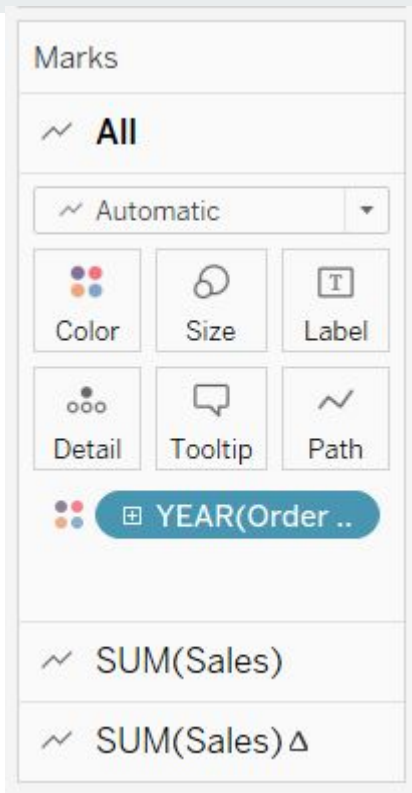 Marks
All
Automatic
Color Size Label
Detail Tooltip Path
YEAR(Order ..
SUM(Sales)
SUM(Sales) Δ